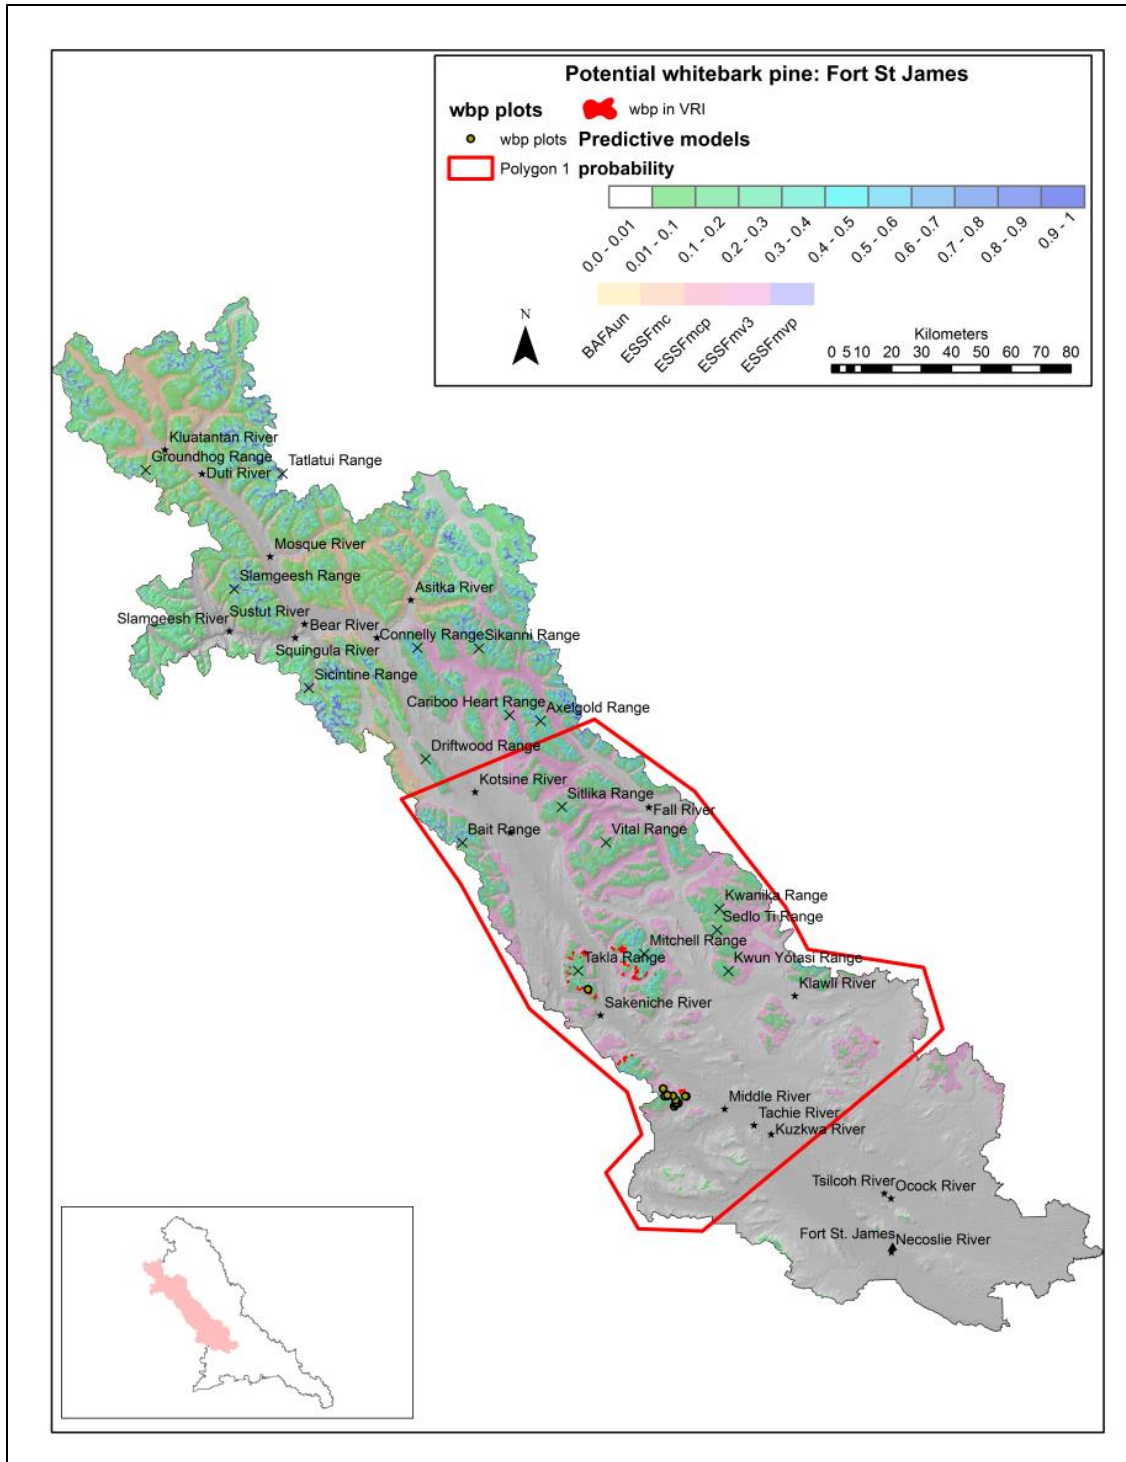 Potential whitebark pine: Fort St James
wbp plots
wbp in VRI
wbp plots
Predictive models
Polygon 1
probability
0.0 - 0.01
0.01 - 0.1
0.1 - 0.2
0.2 - 0.3
0.3 - 0.4
0.4 - 0.5
0.5 - 0.6
0.6 - 0.7
0.7 - 0.8
0.8 - 0.9
0.9 - 1
BAFAun
ESSFmc
ESSFmcp
ESSFmv3
ESSFmvp
N
Kilometers
0 5 10 20 30 40 50 60 70 80
Kluatantan River
Groundhog Range
Tatlatui Range
Duti River
Mosque River
Slamgeesh Range
Asitka River
Sustut River
Slamgeesh River
Bear River
Connelly Range
Sikanni Range
Squingula River
Sicintine Range
Cariboo Heart Range
Axelgold Range
Driftwood Range
Kotsine River
Sitlika Range
Fall River
Bait Range
Vital Range
Kwanika Range
Sedlo Ti Range
Mitchell Range
Takla Range
Kwun Yotasi Range
Klawli River
Sakeniche River
Middle River
Tachie River
Kuzkwa River
Tsilcoh River
Ocock River
Fort St. James
Necoslie River